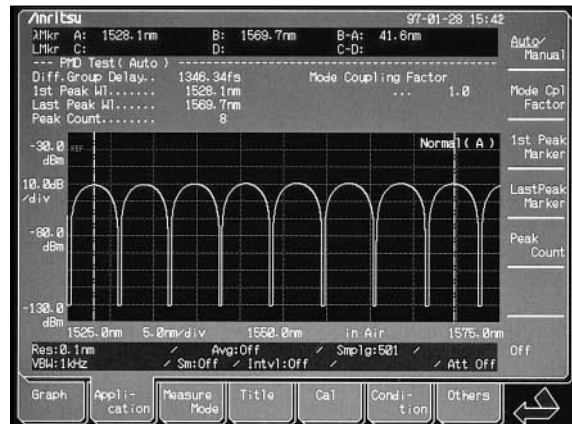 Anritsu 97-01-28 15:42
λMkr A: 1528.1nm B: 1569.7nm B-A: 41.6nm
LMkr C: D: C-D:
--- PMD Test( Auto ) ---
Diff.Group Delay.. 1346.34fs Mode Coupling Factor
1st Peak Wl....... 1528.1nm ... 1.0
Last Peak Wl...... 1569.7nm
Peak Count........ 8
Auto/
Manual
Mode Cpl
Factor
1st Peak
Marker
LastPeak
Marker
Peak
Count
Off
-30.0 REF Normal( A )
dBm
10.0dB
/div
-80.0
dBm
-130.0
dBm
1525.0nm 5.0nm/div 1550.0nm in Air 1575.0nm
Res:0.1nm / Avg:Off / Smplg:501 /
VBW:1kHz / Sm:Off / Intvl:Off / / Att Off
Graph
Appli-
cation
Measure
Mode
Title
Cal
Condi-
tion
Others